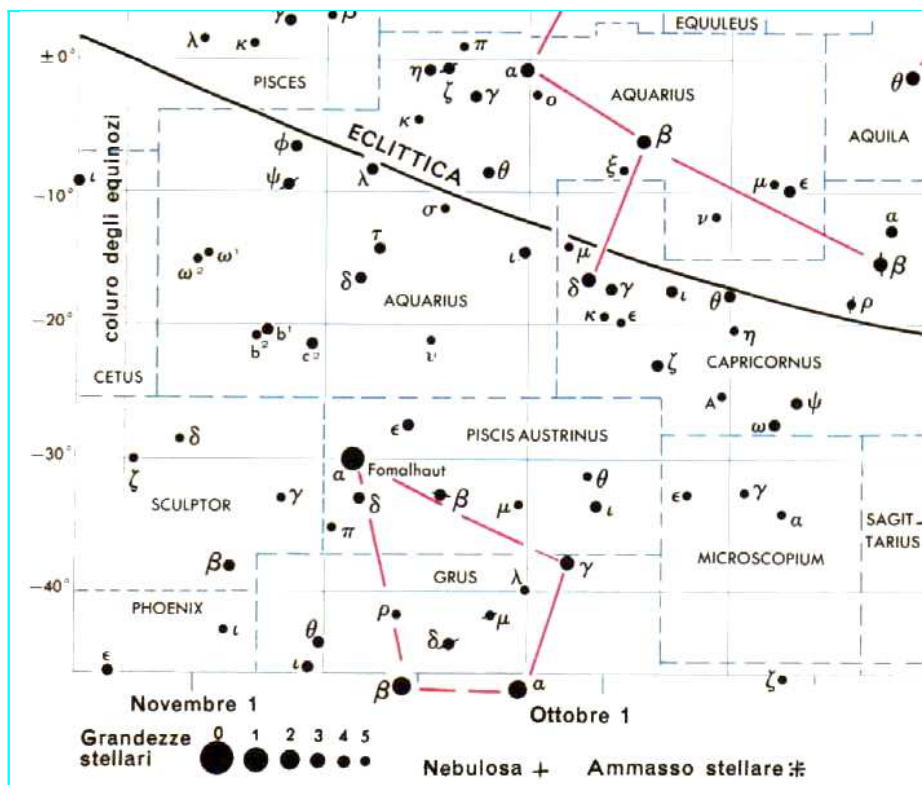 γ
ρ
EQUULEUS
±0°
λ
κ
π
PISCES
η
ζ
γ
α
ο
AQUARIUS
θ
AQUILA
κ
ECLITTICA
β
coluro degli equinozi
φ
ι
ψ
λ
θ
ξ
-10°
μ
ε
σ
ν
α
ω² ω¹
τ
δ
ι
μ
β
AQUARIUS
δ
γ
ι
θ
ρ
κ
ε
-20°
b² b¹
c²
υ
η
CAPRICORNUS
CETUS
ζ
A
ψ
ω
δ
ε
PISCIS AUSTRINUS
-30°
ζ
α
Fomalhaut
θ
SCULPTOR
γ
δ
β
μ
ι
ε
γ
α
SAGIT-
TARIUS
π
MICROSCOPIUM
β
GRUS
γ
-40°
λ
PHOENIX
ι
θ
ρ
μ
δ
ε
ι
β
α
ζ
Novembre 1
Ottobre 1
Grandezze
stellari
0 1 2 3 4 5
Nebulosa +
Ammasso stellare